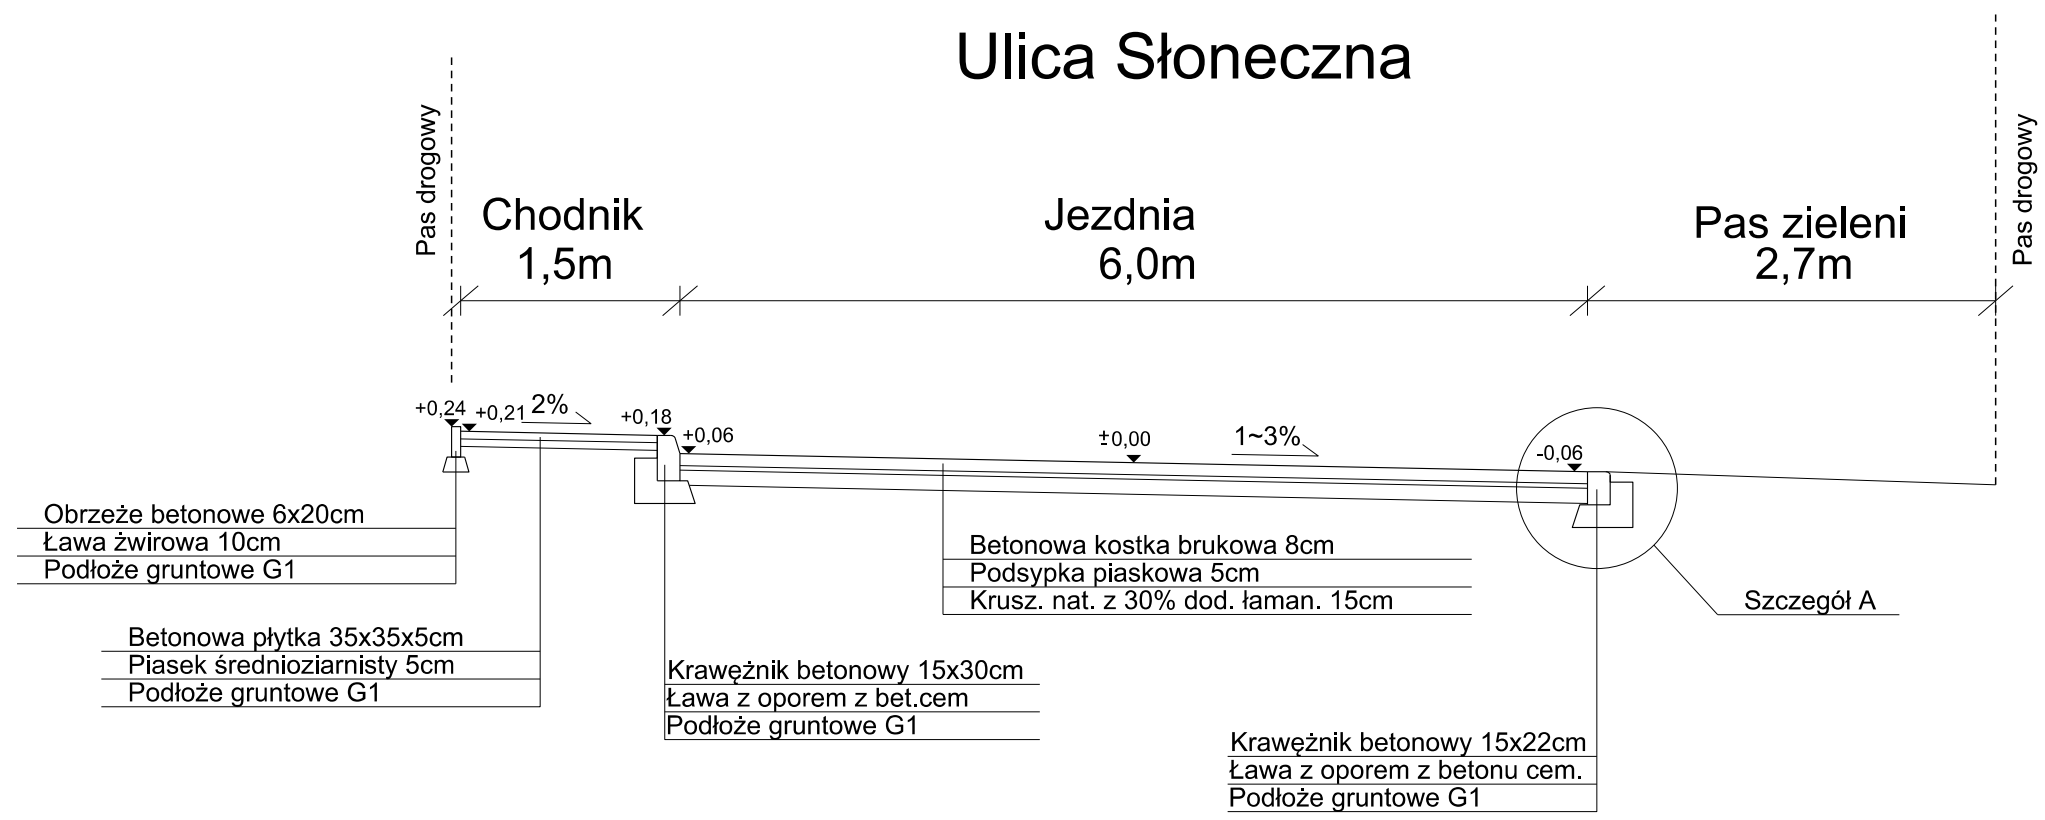 Ulica Słoneczna
Pas drogowy
Pas drogowy
Chodnik
1,5m
Jezdnia
6,0m
Pas zieleni
2,7m
+0,24
+0,21
2%
+0,18
+0,06
±0,00
1~3%
-0,06
Obrzeże betonowe 6x20cm
Ława żwirowa 10cm
Podłoże gruntowe G1
Betonowa kostka brukowa 8cm
Podsypka piaskowa 5cm
Krusz. nat. z 30% dod. łaman. 15cm
Szczegół A
Betonowa płytka 35x35x5cm
Piasek średnioziarnisty 5cm
Podłoże gruntowe G1
Krawężnik betonowy 15x30cm
Ława z oporem z bet.cem
Podłoże gruntowe G1
Krawężnik betonowy 15x22cm
Ława z oporem z betonu cem.
Podłoże gruntowe G1